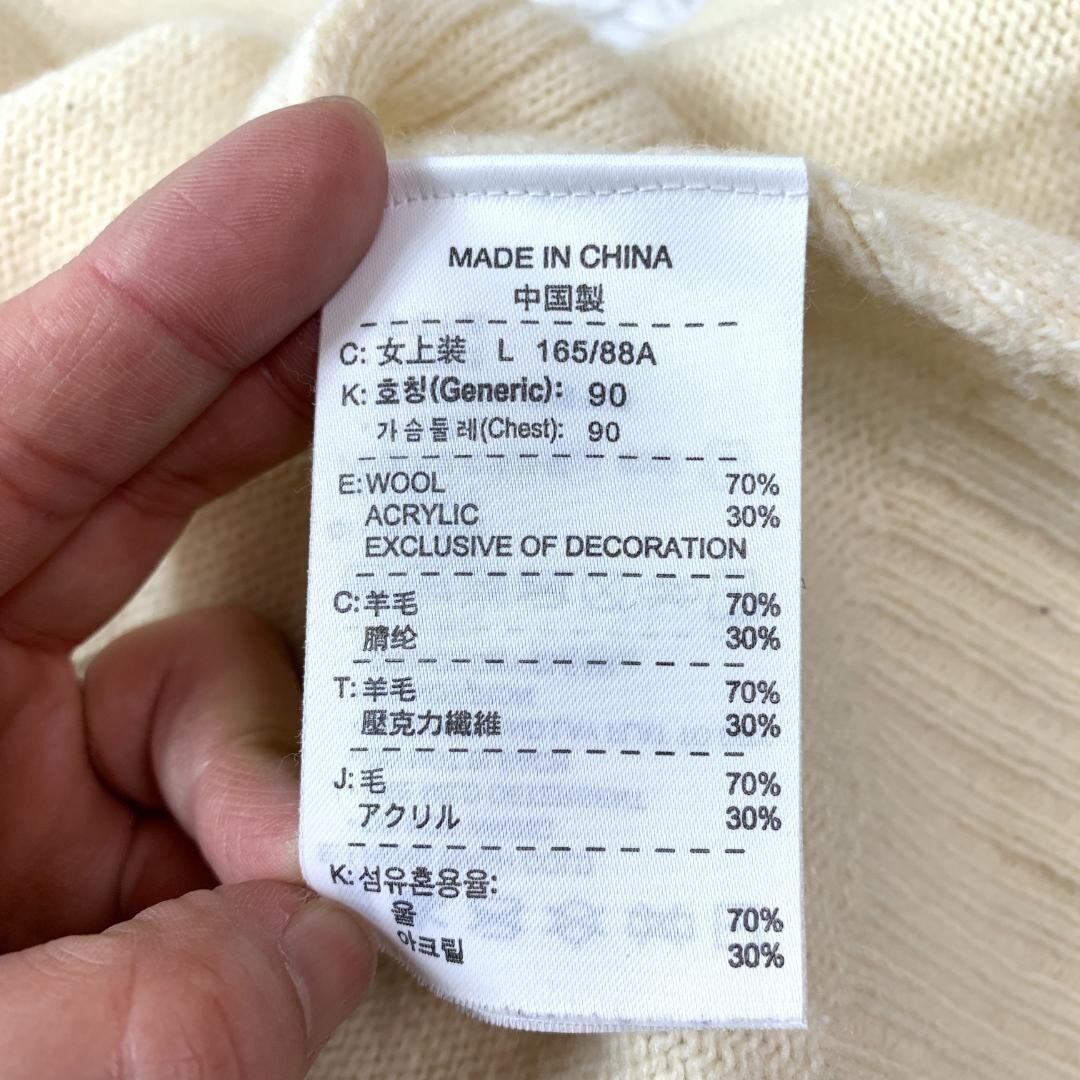 MADE IN CHINA
中国製
C: 女上装 L 165/88A
K: 호칭(Generic): 90
가슴둘레(Chest): 90
E: WOOL 70%
ACRYLIC 30%
EXCLUSIVE OF DECORATION
C: 羊毛 70%
腈纶 30%
T: 羊毛 70%
壓克力纖維 30%
J: 毛 70%
アクリル 30%
K: 섬유혼용율:
울 70%
아크릴 30%